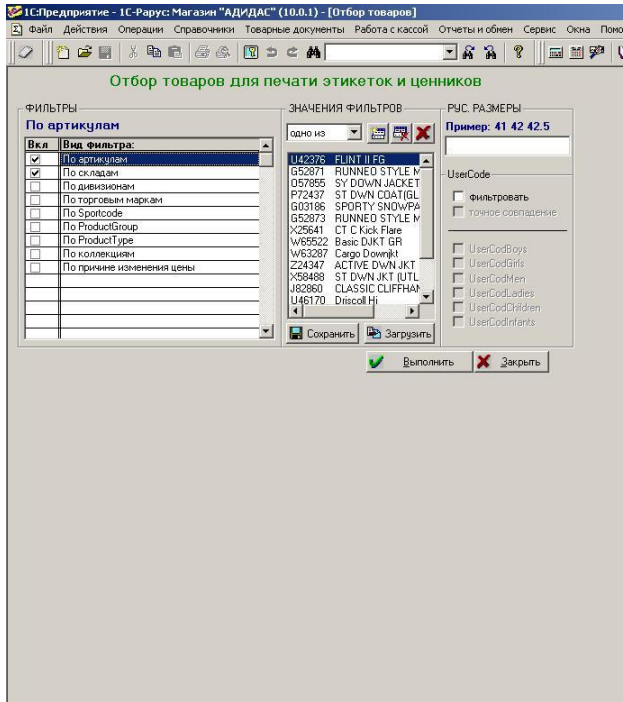 1С:Предприятие - 1С-Рарус: Магазин "АДИДАС" (10.0.1) - [Отбор товаров]
Файл Действия Операции Справочники Товарные документы Работа с кассой Отчеты и обмен Сервис Окна Помо
Отбор товаров для печати этикеток и ценников
ФИЛЬТРЫ
По артикулам
Вкл Вид фильтра:
По артикулам
По складам
По дивизионам
По торговым маркам
По Sportcode
По ProductGroup
По ProductType
По коллекциям
По причине изменения цены
ЗНАЧЕНИЯ ФИЛЬТРОВ
одно из
U42376 FLINT II FG
G52871 RUNNEO STYLE M
O57855 SY DOWN JACKET
P72437 ST DWN COAT(GL
G03186 SPORTY SNOWPA
G52873 RUNNEO STYLE M
X25641 CT C Kick Flare
W65522 Basic DJKT GR
W63287 Cargo Downjkt
Z24347 ACTIVE DWN JKT
X58488 ST DWN JKT (UTL
J82860 CLASSIC CLIFFHAN
U46170 Driscoll Hi
Сохранить Загрузить
РУС. РАЗМЕРЫ
Пример: 41 42 42.5
UserCode
фильтровать
точное совпадение
UserCodBoys
UserCodGirls
UserCodMen
UserCodLadies
UserCodChildren
UserCodInfants
Выполнить Закрыть